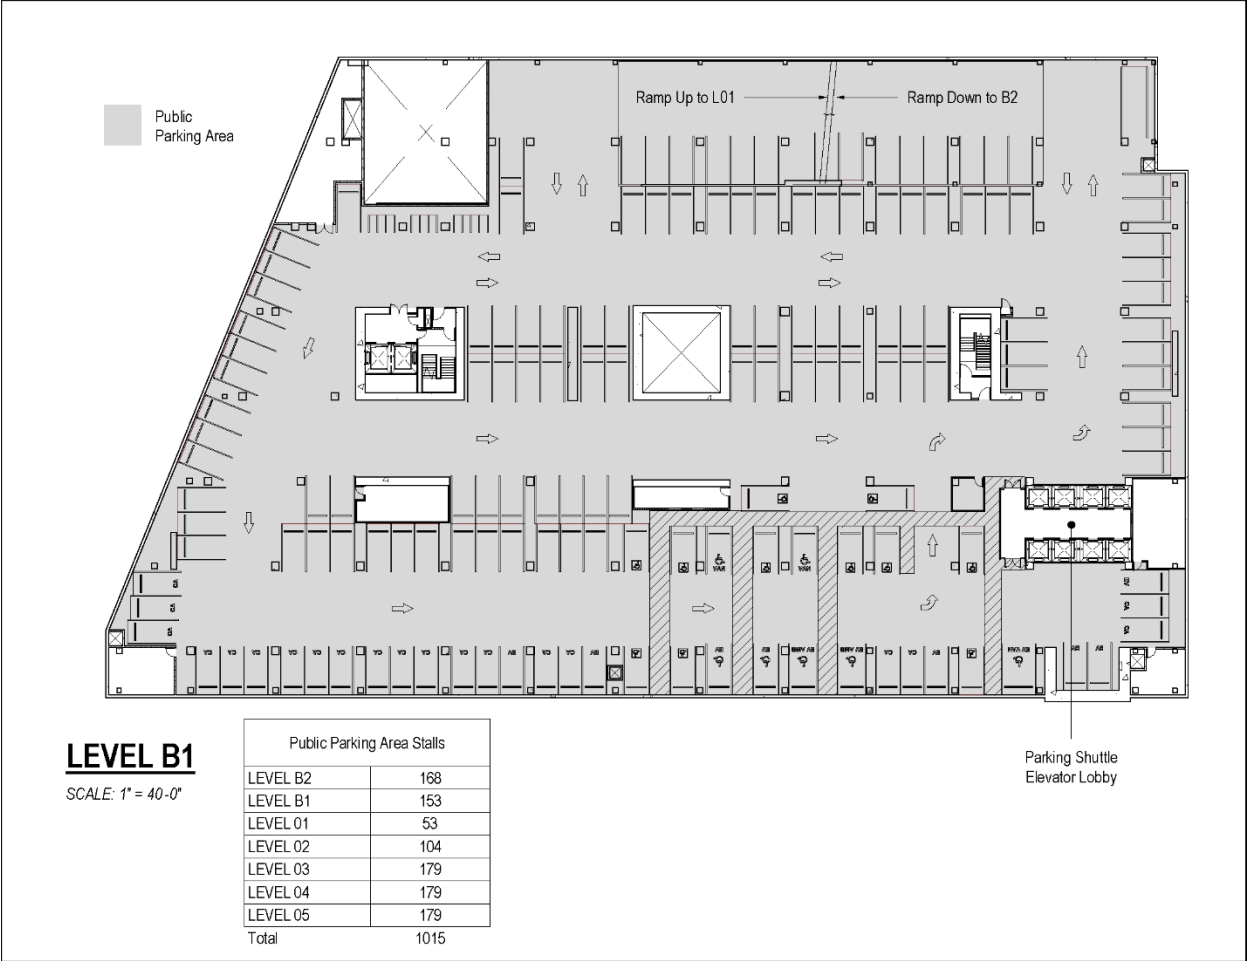 Public
Parking Area
Ramp Up to L01
Ramp Down to B2
LEVEL B1
SCALE: 1" = 40-0"
Public Parking Area Stalls
LEVEL B2 168
LEVEL B1 153
LEVEL 01 53
LEVEL 02 104
LEVEL 03 179
LEVEL 04 179
LEVEL 05 179
Total 1015
Parking Shuttle
Elevator Lobby